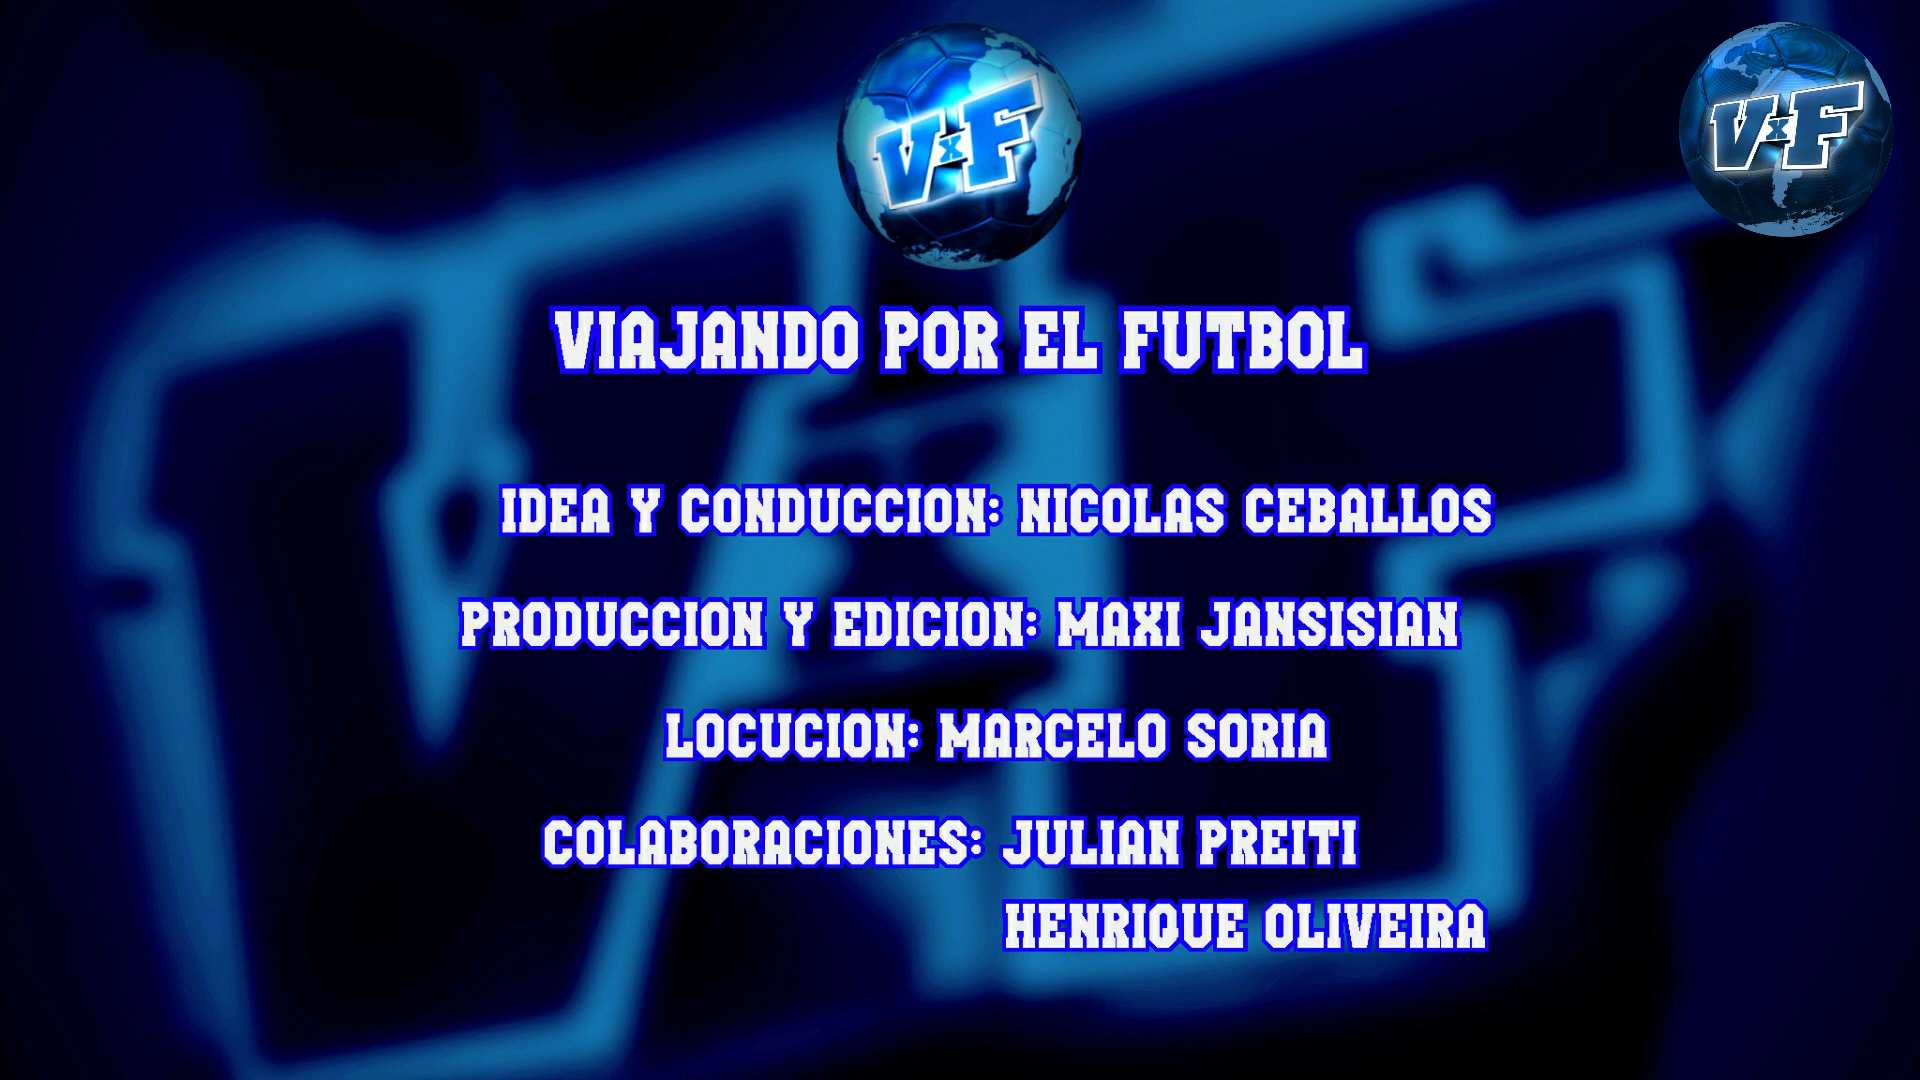 VxF
VxF
VIAJANDO POR EL FUTBOL
IDEA Y CONDUCCION: NICOLAS CEBALLOS
PRODUCCION Y EDICION: MAXI JANSISIAN
LOCUCION: MARCELO SORIA
COLABORACIONES: JULIAN PREITI
HENRIQUE OLIVEIRA